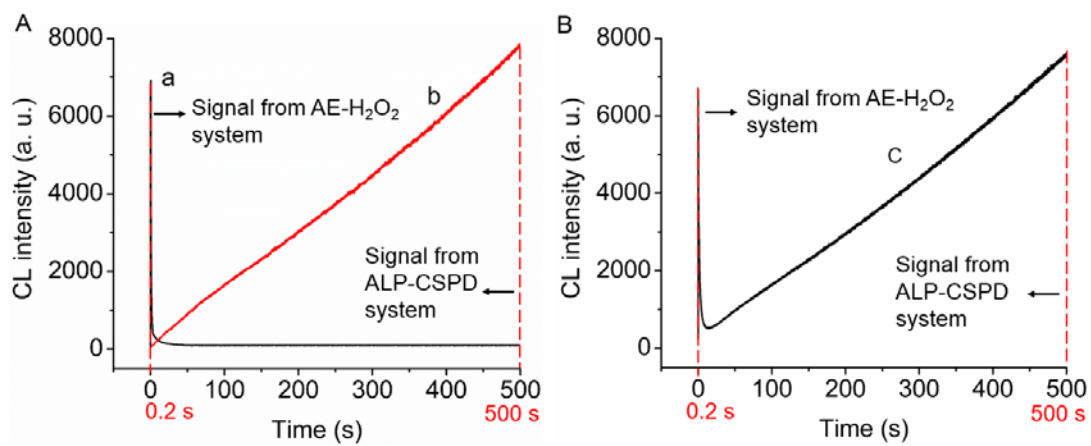 A
CL intensity (a. u.)
8000
6000
4000
2000
0
a
b
Signal from AE-H₂O₂
system
Signal from
ALP-CSPD
system
0 100 200 300 400 500
0.2 s 500 s
Time (s)
B
CL intensity (a. u.)
8000
6000
4000
2000
0
Signal from AE-H₂O₂
system
C
Signal from
ALP-CSPD
system
0 100 200 300 400 500
0.2 s 500 s
Time (s)